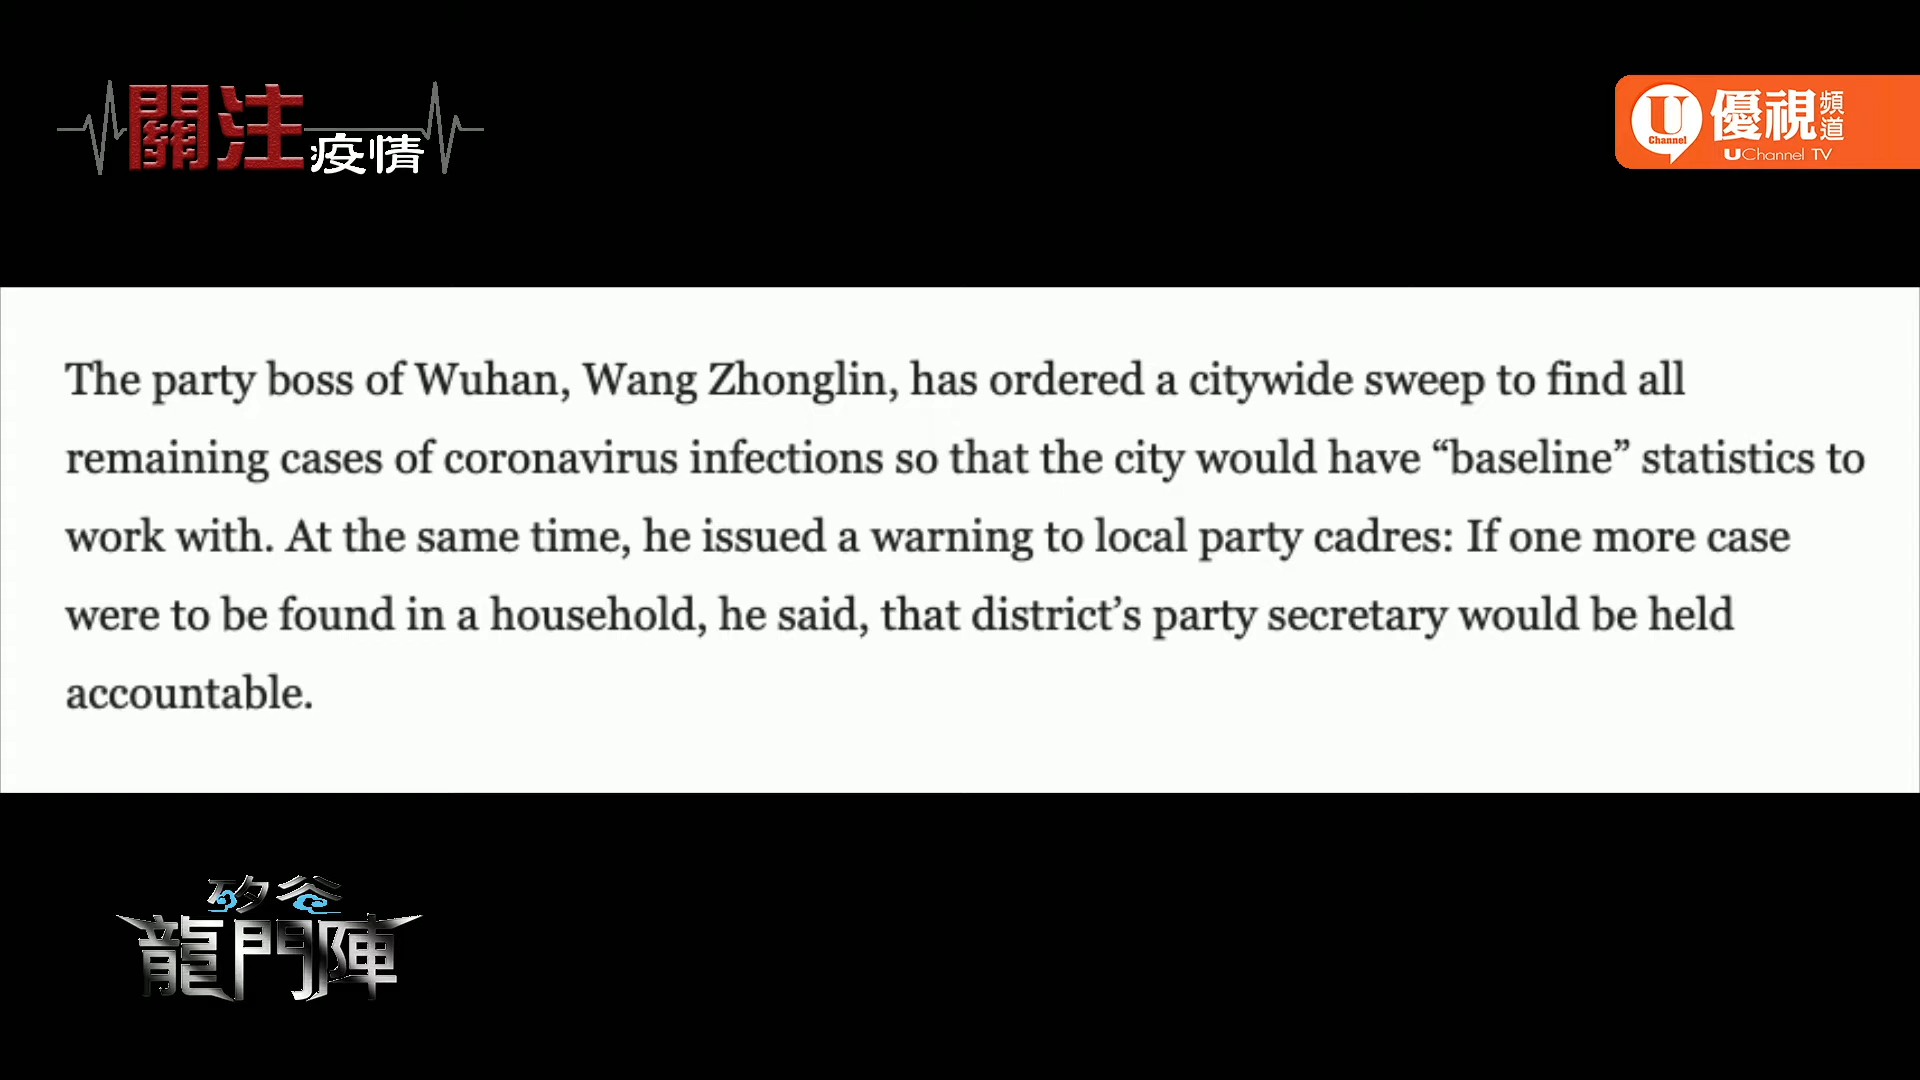 關注
疫情
U
Channel
優視
頻道
UChannel TV
The party boss of Wuhan, Wang Zhonglin, has ordered a citywide sweep to find all
remaining cases of coronavirus infections so that the city would have “baseline” statistics to
work with. At the same time, he issued a warning to local party cadres: If one more case
were to be found in a household, he said, that district’s party secretary would be held
accountable.
矽谷
龍門陣